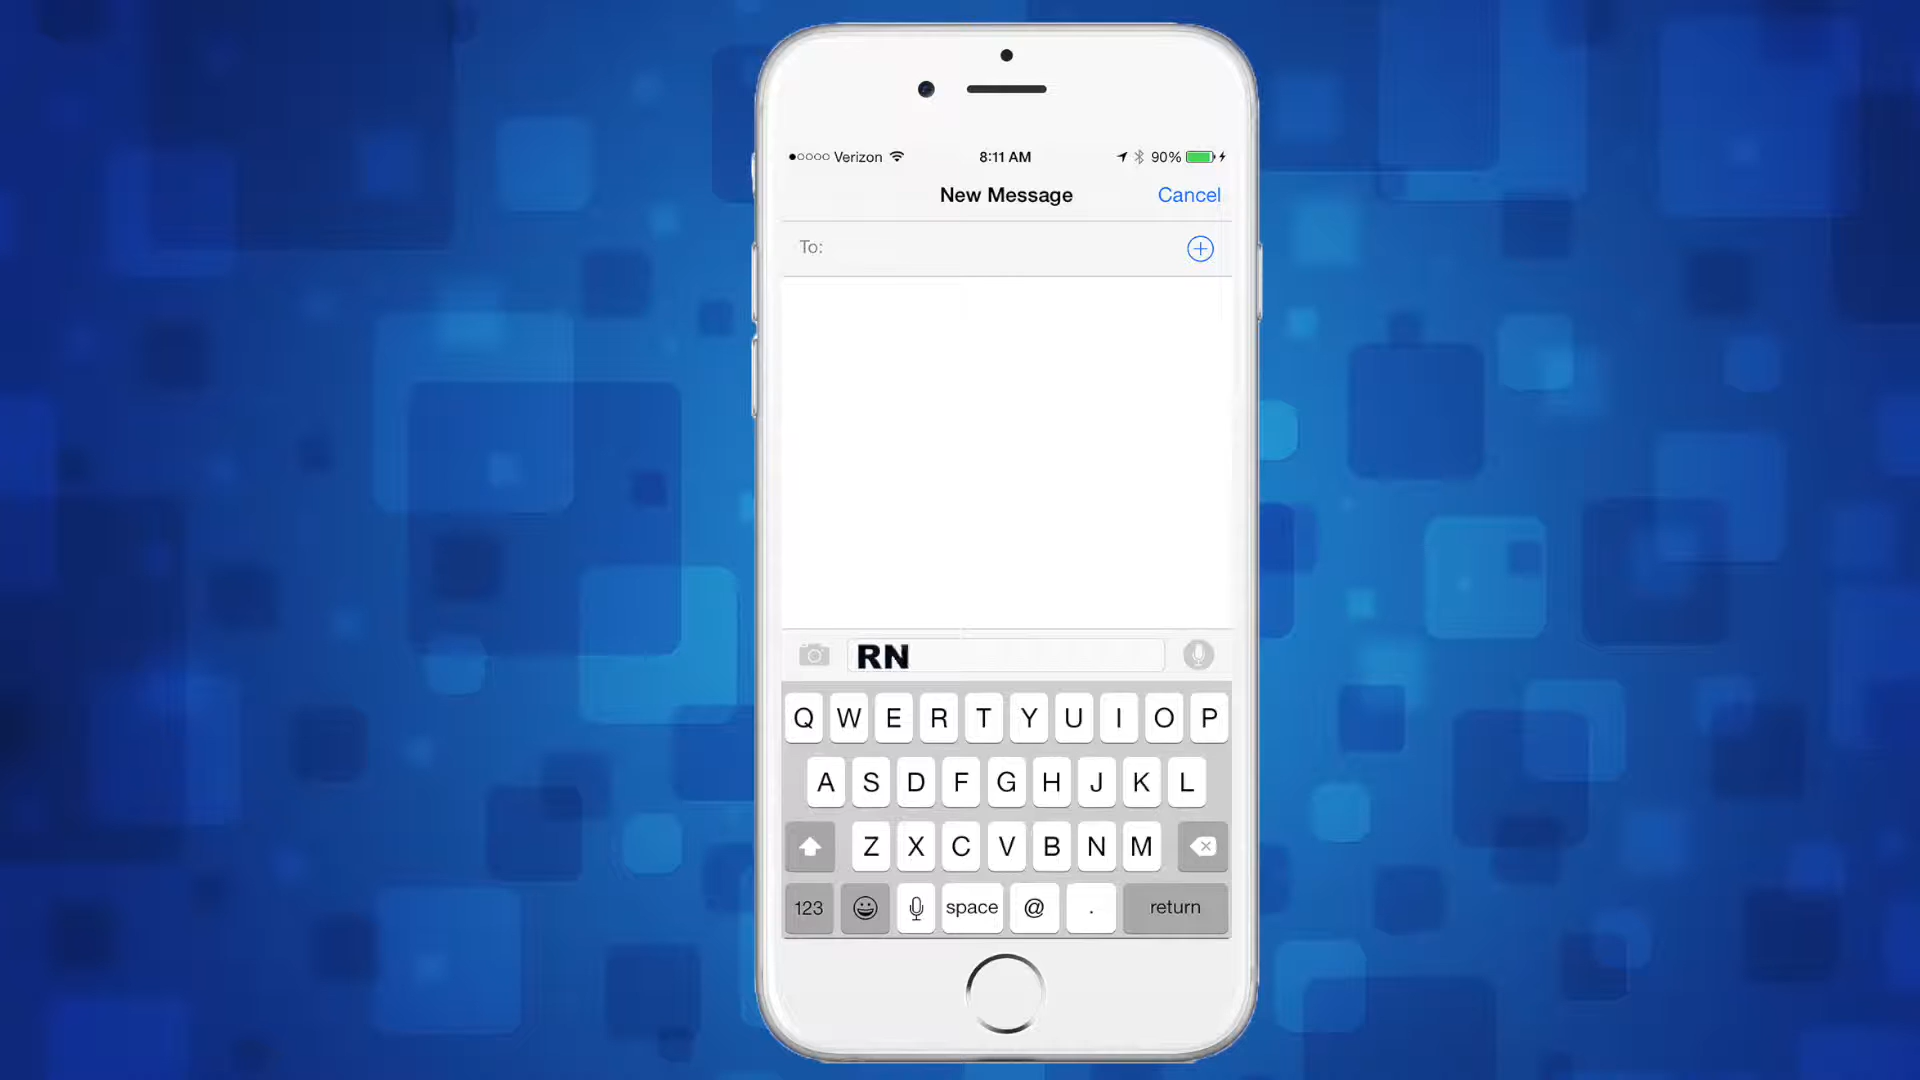 Verizon 8:11 AM 90%
New Message Cancel
To:
RN
Q W E R T Y U I O P
A S D F G H J K L
Z X C V B N M
123 space @ . return